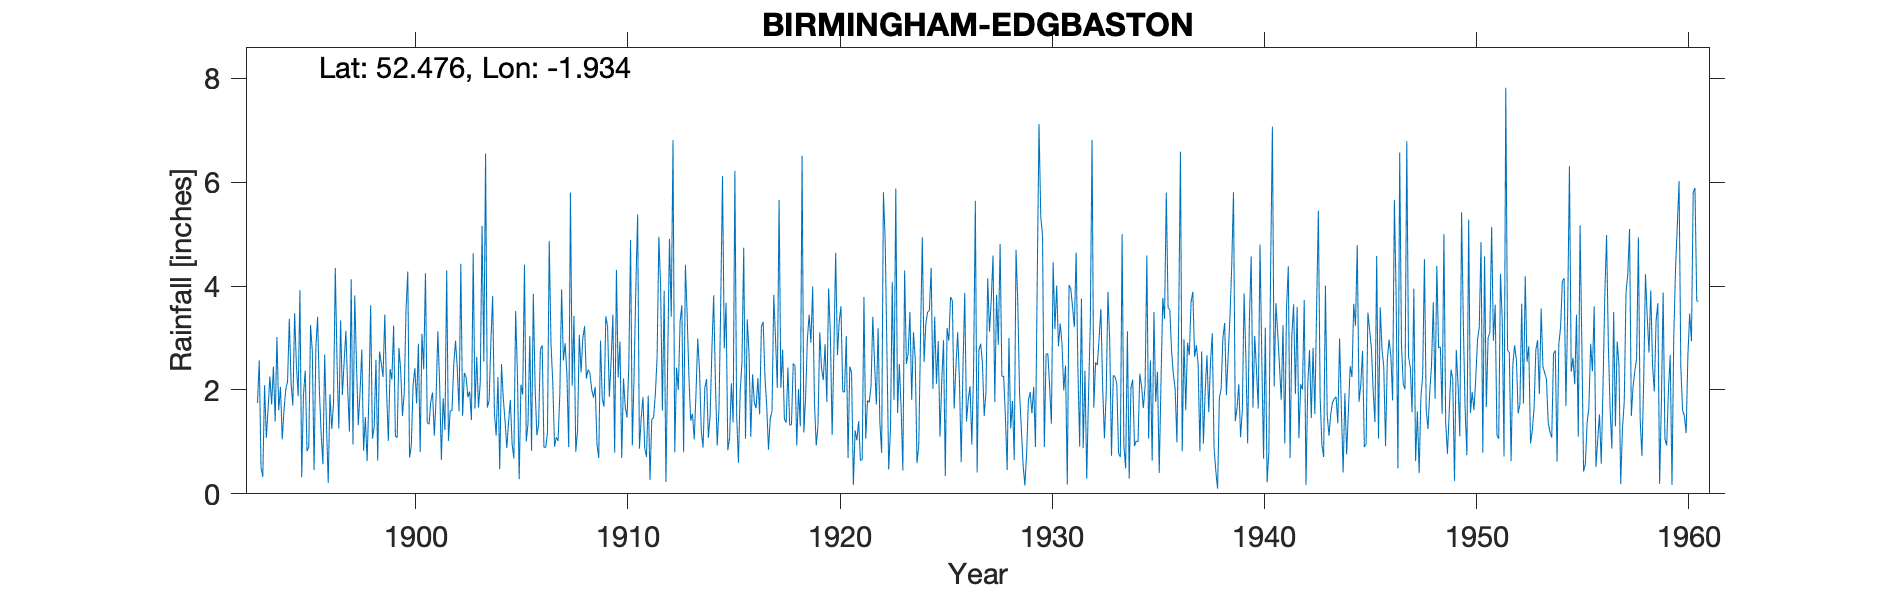 BIRMINGHAM-EDGBASTON
Lat: 52.476, Lon: -1.934
Rainfall [inches]
8
6
4
2
0
1900 1910 1920 1930 1940 1950 1960
Year